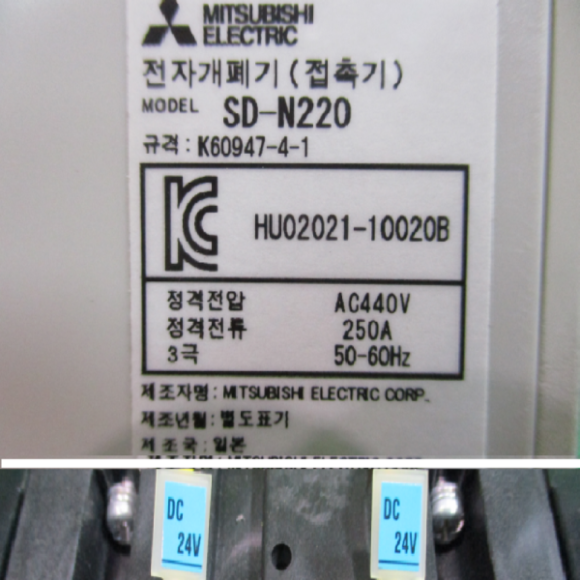 MITSUBISHI
ELECTRIC
전자개폐기(접촉기)
MODEL SD-N220
규격: K60947-4-1
KC HU02021-10020B
정격전압 AC440V
정격전류 250A
3극 50-60Hz
제조자명: MITSUBISHI ELECTRIC CORP.
제조년월: 별도표기
제조국: 일본
DC
24V
DC
24V